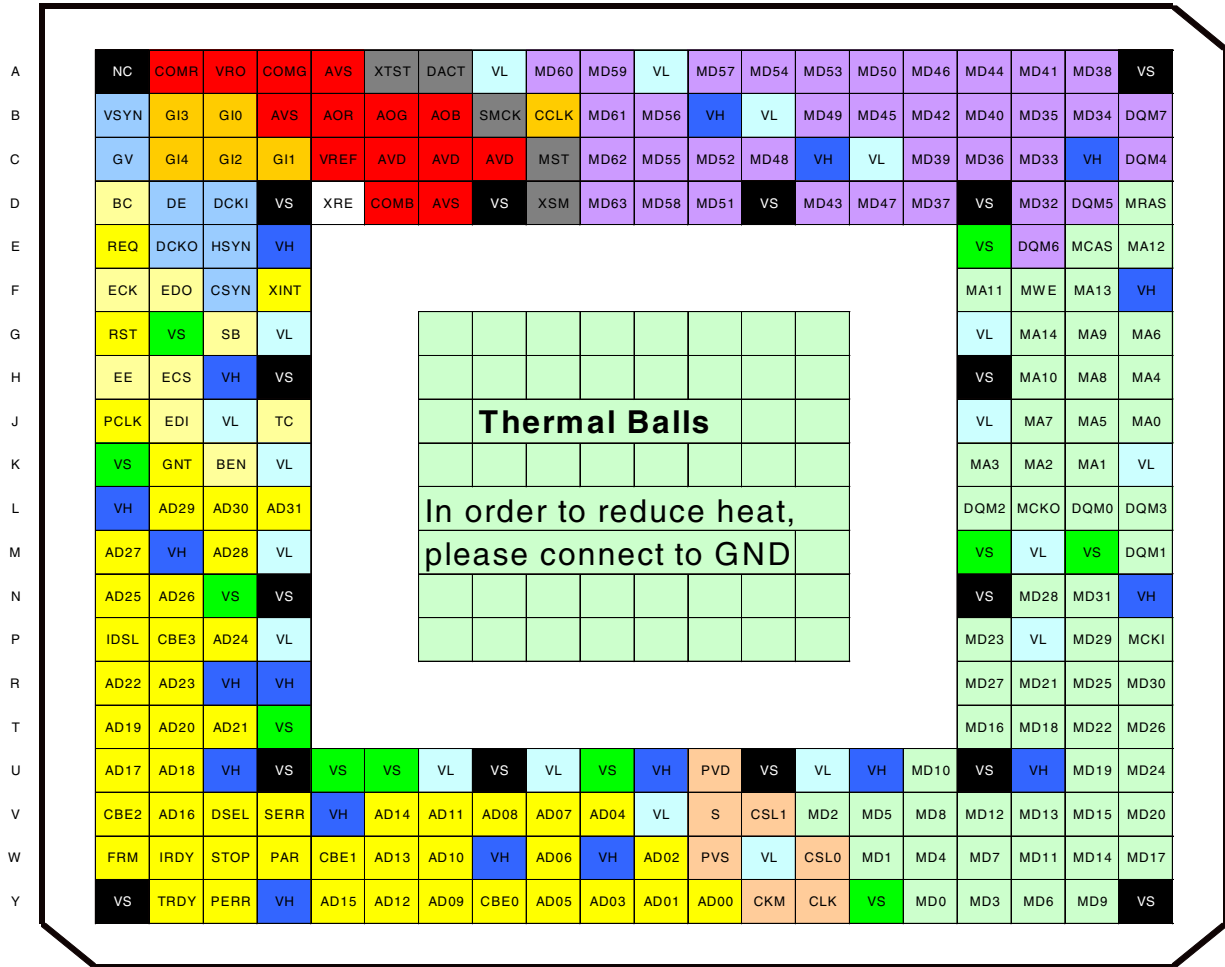 A NC COMR VRO COMG AVS XTST DACT VL MD60 MD59 VL MD57 MD54 MD53 MD50 MD46 MD44 MD41 MD38 VS
B VSYN GI3 GI0 AVS AOR AOG AOB SMCK CCLK MD61 MD56 VH VL MD49 MD45 MD42 MD40 MD35 MD34 DQM7
C GV GI4 GI2 GI1 VREF AVD AVD AVD MST MD62 MD55 MD52 MD48 VH VL MD39 MD36 MD33 VH DQM4
D BC DE DCKI VS XRE COMB AVS VS XSM MD63 MD58 MD51 VS MD43 MD47 MD37 VS MD32 DQM5 MRAS
E REQ DCKO HSYN VH VS DQM6 MCAS MA12
F ECK EDO CSYN XINT MA11 MWE MA13 VH
G RST VS SB VL VL MA14 MA9 MA6
H EE ECS VH VS VS MA10 MA8 MA4
J PCLK EDI VL TC Thermal Balls VL MA7 MA5 MA0
K VS GNT BEN VL MA3 MA2 MA1 VL
L VH AD29 AD30 AD31 In order to reduce heat, DQM2 MCKO DQM0 DQM3
M AD27 VH AD28 VL please connect to GND VS VL VS DQM1
N AD25 AD26 VS VS VS MD28 MD31 VH
P IDSL CBE3 AD24 VL MD23 VL MD29 MCKI
R AD22 AD23 VH VH MD27 MD21 MD25 MD30
T AD19 AD20 AD21 VS MD16 MD18 MD22 MD26
U AD17 AD18 VH VS VS VS VL VS VL VS VH PVD VS VL VH MD10 VS VH MD19 MD24
V CBE2 AD16 DSEL SERR VH AD14 AD11 AD08 AD07 AD04 VL S CSL1 MD2 MD5 MD8 MD12 MD13 MD15 MD20
W FRM IRDY STOP PAR CBE1 AD13 AD10 VH AD06 VH AD02 PVS VL CSL0 MD1 MD4 MD7 MD11 MD14 MD17
Y VS TRDY PERR VH AD15 AD12 AD09 CBE0 AD05 AD03 AD01 AD00 CKM CLK VS MD0 MD3 MD6 MD9 VS